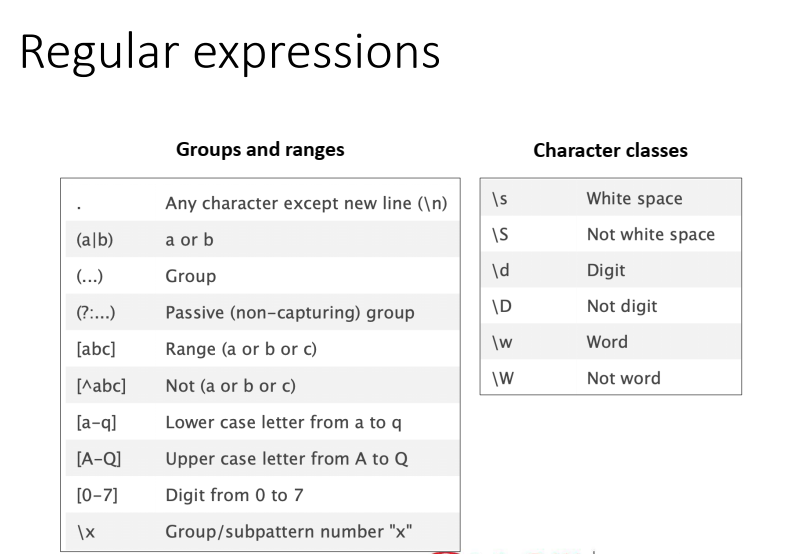 Regular expressions
Groups and ranges
. Any character except new line (\n)
(a|b) a or b
(...) Group
(?:...) Passive (non-capturing) group
[abc] Range (a or b or c)
[^abc] Not (a or b or c)
[a-q] Lower case letter from a to q
[A-Q] Upper case letter from A to Q
[0-7] Digit from 0 to 7
\x Group/subpattern number "x"
Character classes
\s White space
\S Not white space
\d Digit
\D Not digit
\w Word
\W Not word